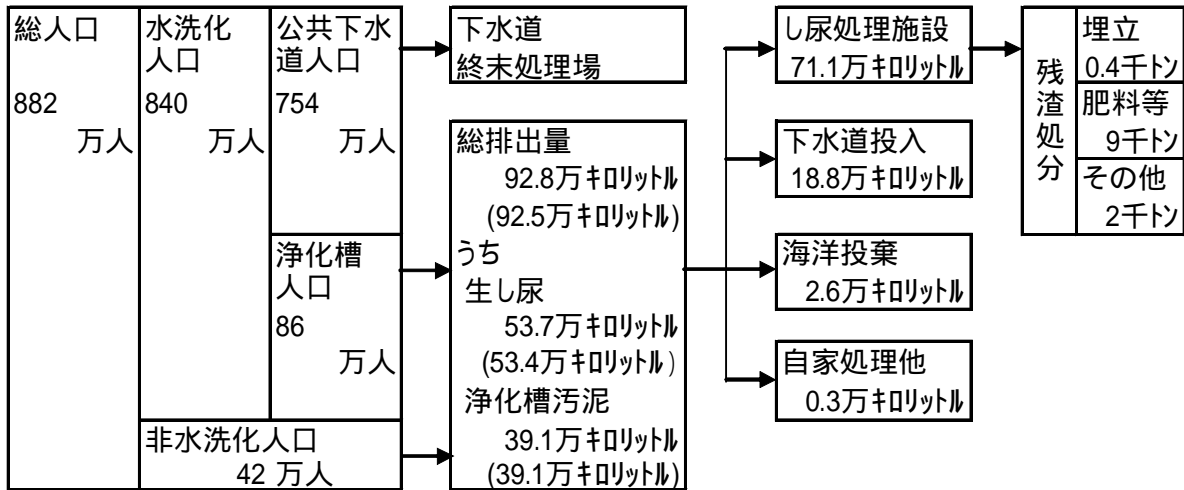 総人口
882
万人
水洗化
人口
840
万人
公共下水
道人口
754
万人
浄化槽
人口
86
万人
非水洗化人口
42 万人
下水道
終末処理場
総排出量
92.8万キロリットル
(92.5万キロリットル)
うち
生し尿
53.7万キロリットル
(53.4万キロリットル)
浄化槽汚泥
39.1万キロリットル
(39.1万キロリットル)
し尿処理施設
71.1万キロリットル
下水道投入
18.8万キロリットル
海洋投棄
2.6万キロリットル
自家処理他
0.3万キロリットル
残渣処分
埋立
0.4千トン
肥料等
9千トン
その他
2千トン